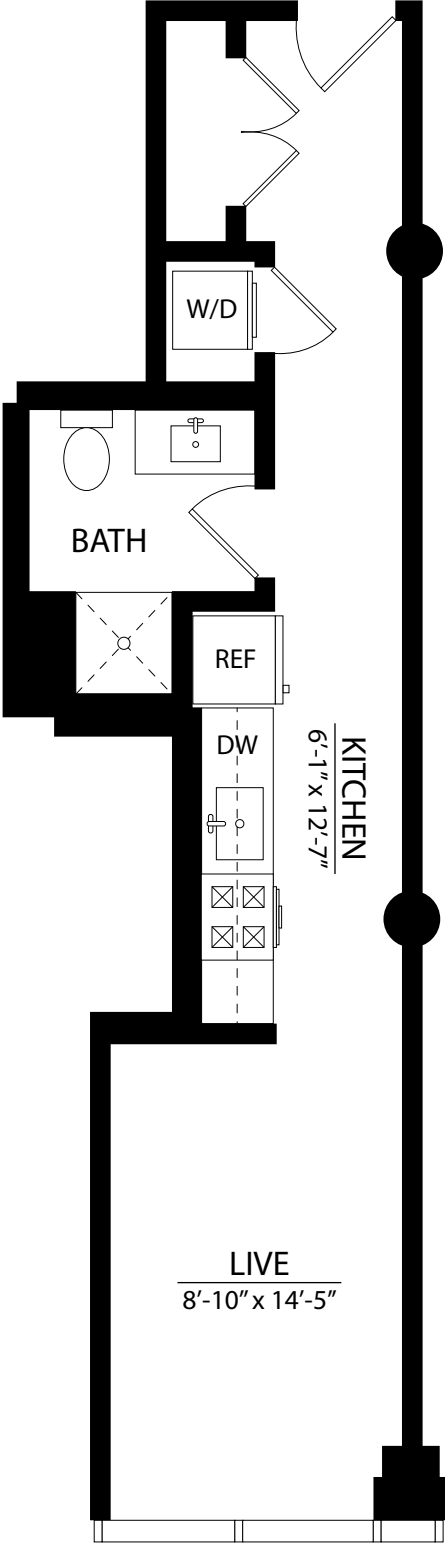 W/D
BATH
REF
DW
KITCHEN
6'-1" x 12'-7"
LIVE
8'-10" x 14'-5"